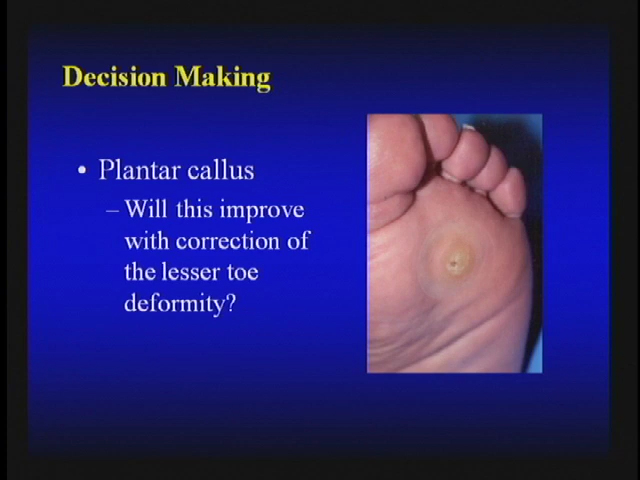 Decision Making
• Plantar callus
– Will this improve
with correction of
the lesser toe
deformity?